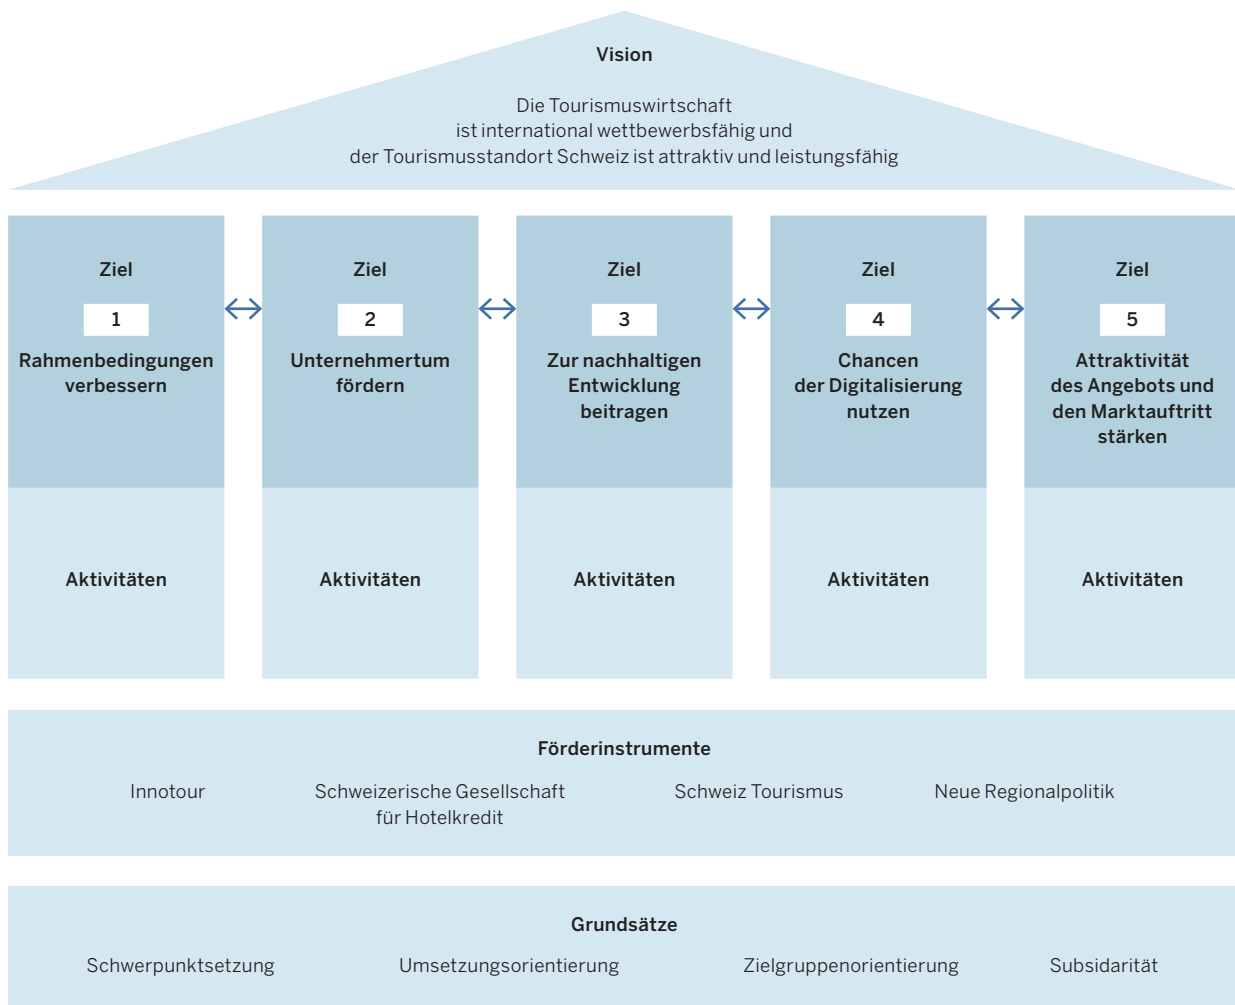 Vision
Die Tourismuswirtschaft
ist international wettbewerbsfähig und
der Tourismusstandort Schweiz ist attraktiv und leistungsfähig
Ziel
1
Rahmenbedingungen
verbessern
Ziel
2
Unternehmertum
fördern
Ziel
3
Zur nachhaltigen
Entwicklung
beitragen
Ziel
4
Chancen
der Digitalisierung
nutzen
Ziel
5
Attraktivität
des Angebots und
den Marktauftritt
stärken
Aktivitäten
Aktivitäten
Aktivitäten
Aktivitäten
Aktivitäten
Förderinstrumente
Innotour
Schweizerische Gesellschaft
für Hotelkredit
Schweiz Tourismus
Neue Regionalpolitik
Grundsätze
Schwerpunktsetzung
Umsetzungsorientierung
Zielgruppenorientierung
Subsidarität